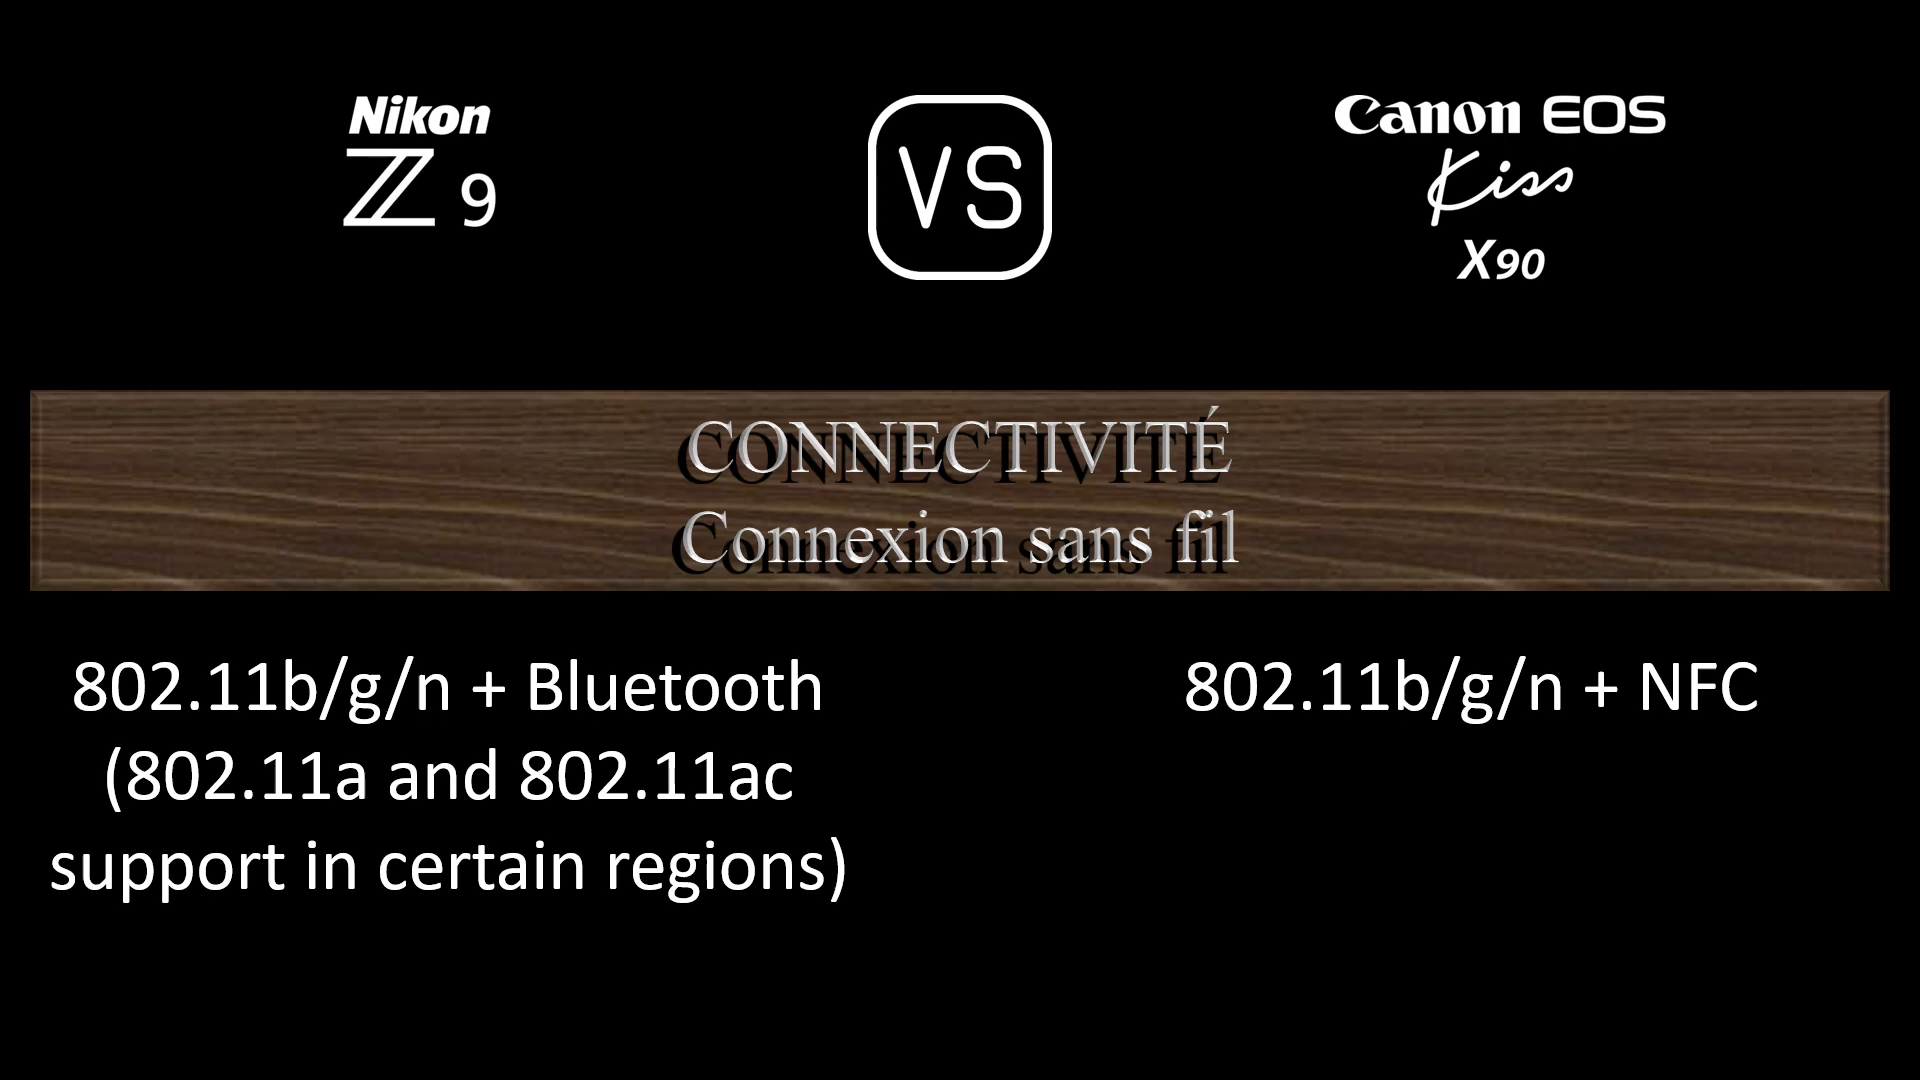 Nikon
Z 9
VS
Canon EOS
Kiss
X90
CONNECTIVITÉ
Connexion sans fil
802.11b/g/n + Bluetooth
(802.11a and 802.11ac
support in certain regions)
802.11b/g/n + NFC